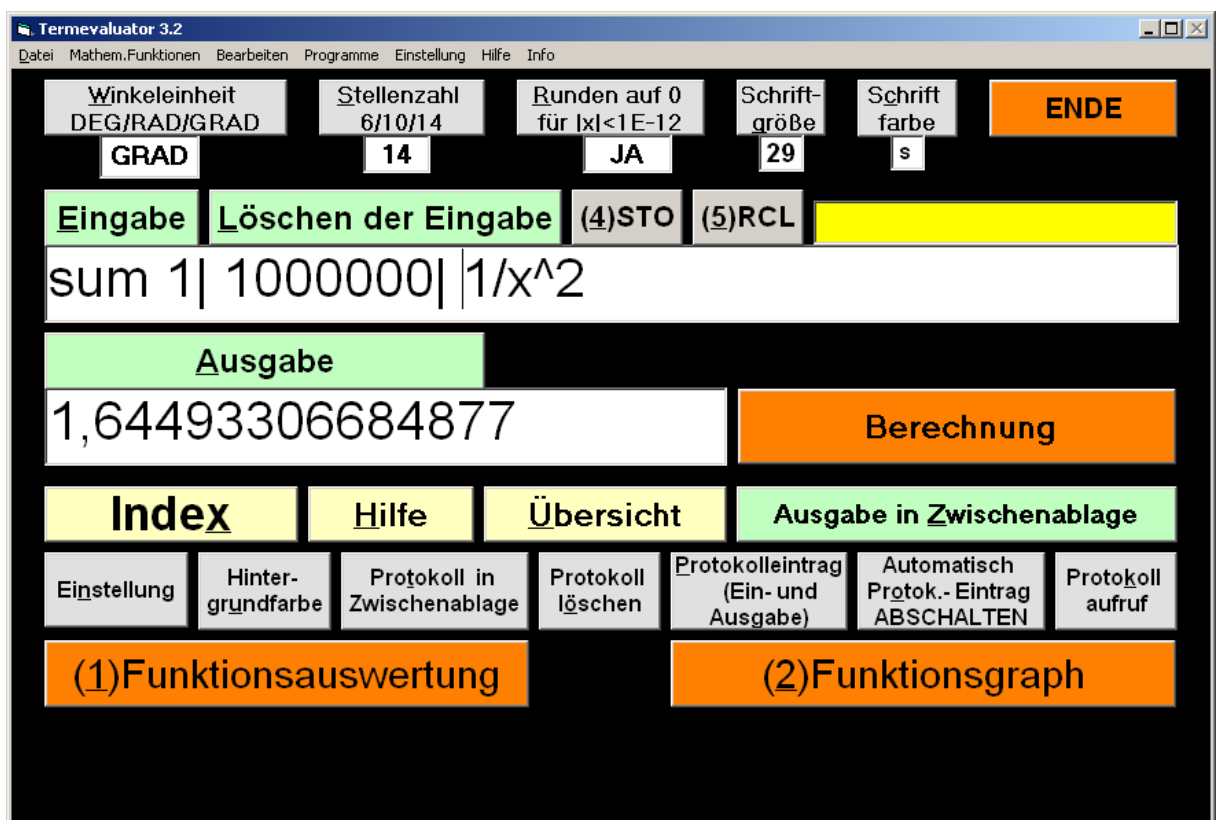 Termevaluator 3.2
Datei Mathem.Funktionen Bearbeiten Programme Einstellung Hilfe Info
Winkeleinheit
DEG/RAD/GRAD
GRAD
Stellenzahl
6/10/14
14
Runden auf 0
für |x|<1E-12
JA
Schrift-
größe
29
Schrift
farbe
s
ENDE
Eingabe
Löschen der Eingabe
(4)STO
(5)RCL
sum 1| 1000000| 1/x^2
Ausgabe
1,64493306684877
Berechnung
Index
Hilfe
Übersicht
Ausgabe in Zwischenablage
Einstellung
Hinter-
grundfarbe
Protokoll in
Zwischenablage
Protokoll
löschen
Protokolleintrag
(Ein- und
Ausgabe)
Automatisch
Protok.- Eintrag
ABSCHALTEN
Protokoll
aufruf
(1)Funktionsauswertung
(2)Funktionsgraph